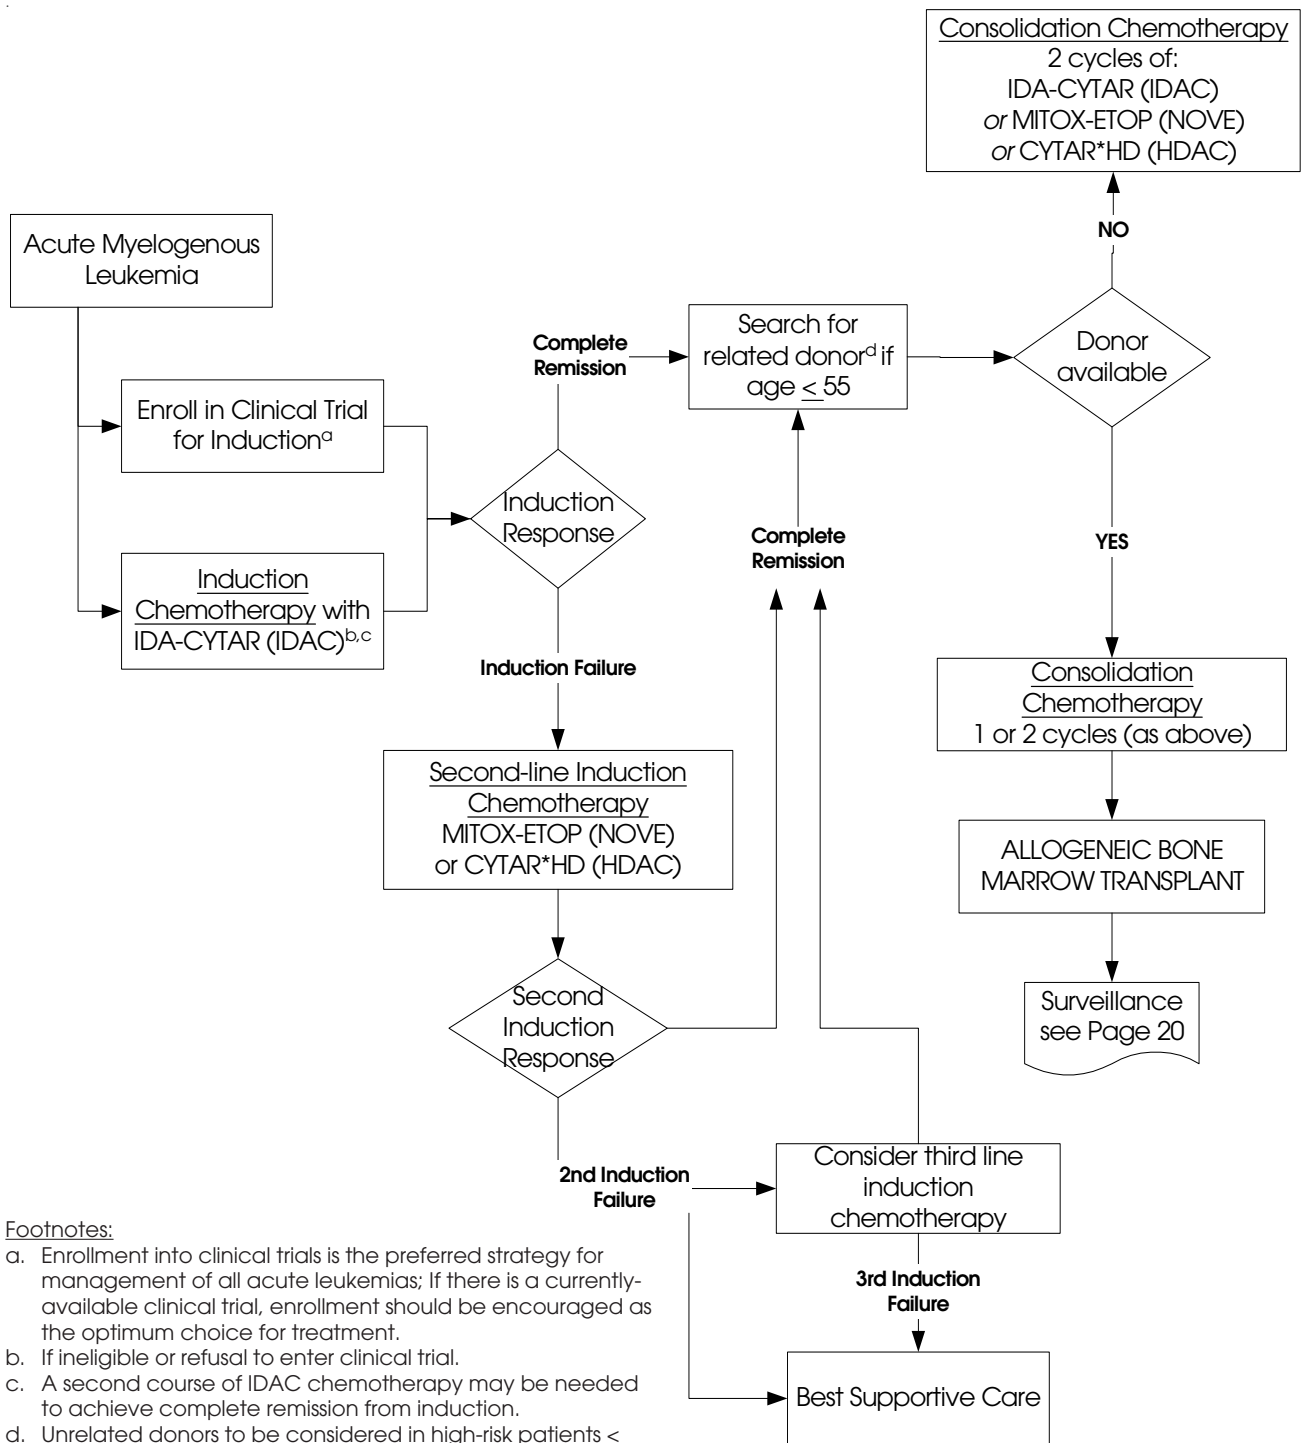 Consolidation Chemotherapy
2 cycles of:
IDA-CYTAR (IDAC)
or MITOX-ETOP (NOVE)
or CYTAR*HD (HDAC)
NO
Acute Myelogenous
Leukemia
Complete
Remission
Search for
related donor^d if
age ≤ 55
Donor
available
Enroll in Clinical Trial
for Induction^a
Induction
Response
Complete
Remission
YES
Induction
Chemotherapy with
IDA-CYTAR (IDAC)^b,c
Induction Failure
Consolidation
Chemotherapy
1 or 2 cycles (as above)
Second-line Induction
Chemotherapy
MITOX-ETOP (NOVE)
or CYTAR*HD (HDAC)
ALLOGENEIC BONE
MARROW TRANSPLANT
Second
Induction
Response
Surveillance
see Page 20
2nd Induction
Failure
Consider third line
induction
chemotherapy
3rd Induction
Failure
Best Supportive Care
Footnotes:
a. Enrollment into clinical trials is the preferred strategy for
management of all acute leukemias; If there is a currently-
available clinical trial, enrollment should be encouraged as
the optimum choice for treatment.
b. If ineligible or refusal to enter clinical trial.
c. A second course of IDAC chemotherapy may be needed
to achieve complete remission from induction.
d. Unrelated donors to be considered in high-risk patients <